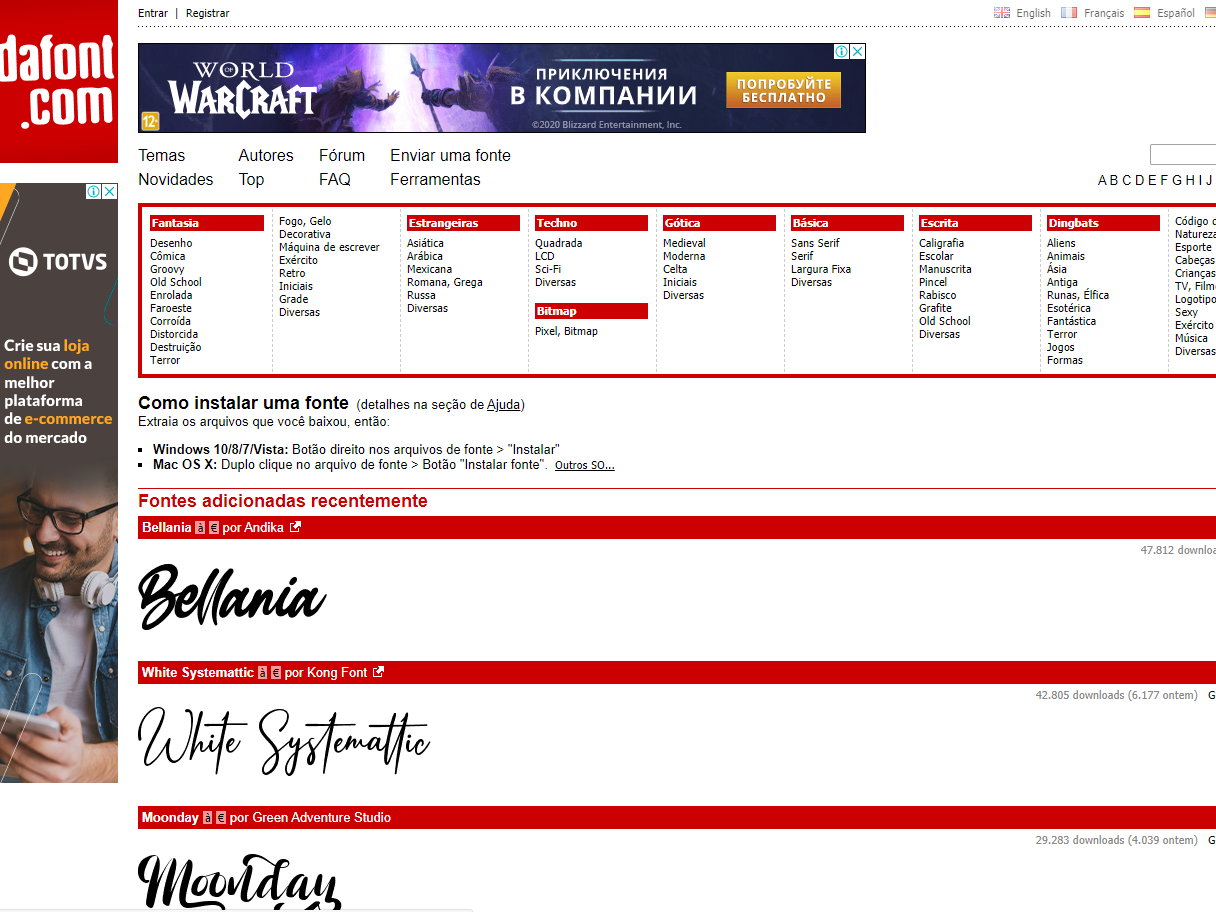 Entrar | Registrar
English Français Español
dafont
.com
WORLD
OF
WARCRAFT
ПРИКЛЮЧЕНИЯ
В КОМПАНИИ
©2020 Blizzard Entertainment, Inc.
ПОПРОБУЙТЕ
БЕСПЛАТНО
12+
Temas Autores Fórum Enviar uma fonte
Novidades Top FAQ Ferramentas
A B C D E F G H I J
TOTVS
Crie sua loja
online com a
melhor
plataforma
de e-commerce
do mercado
Fantasia
Desenho
Cômica
Groovy
Old School
Enrolada
Faroeste
Corroída
Distorcida
Destruição
Terror
Fogo, Gelo
Decorativa
Máquina de escrever
Exército
Retro
Iniciais
Grade
Diversas
Estrangeiras
Asiática
Arábica
Mexicana
Romana, Grega
Russa
Diversas
Techno
Quadrada
LCD
Sci-Fi
Diversas
Bitmap
Pixel, Bitmap
Gótica
Medieval
Moderna
Celta
Iniciais
Diversas
Básica
Sans Serif
Serif
Largura Fixa
Diversas
Escrita
Caligrafia
Escolar
Manuscrita
Pincel
Rabisco
Grafite
Old School
Diversas
Dingbats
Aliens
Animais
Ásia
Antiga
Runas, Élfica
Esotérica
Fantástica
Terror
Jogos
Formas
Código d
Natureza
Esporte
Cabeças
Crianças
TV, Film
Logotipo
Sexy
Exército
Música
Diversas
Como instalar uma fonte (detalhes na seção de Ajuda)
Extraia os arquivos que você baixou, então:
Windows 10/8/7/Vista: Botão direito nos arquivos de fonte > "Instalar"
Mac OS X: Duplo clique no arquivo de fonte > Botão "Instalar fonte". Outros SO...
Fontes adicionadas recentemente
Bellania à € por Andika
47.812 downloa
Bellania
White Systemattic à € por Kong Font
42.805 downloads (6.177 ontem) G
White Systemattic
Moonday à € por Green Adventure Studio
29.283 downloads (4.039 ontem) G
Moonday